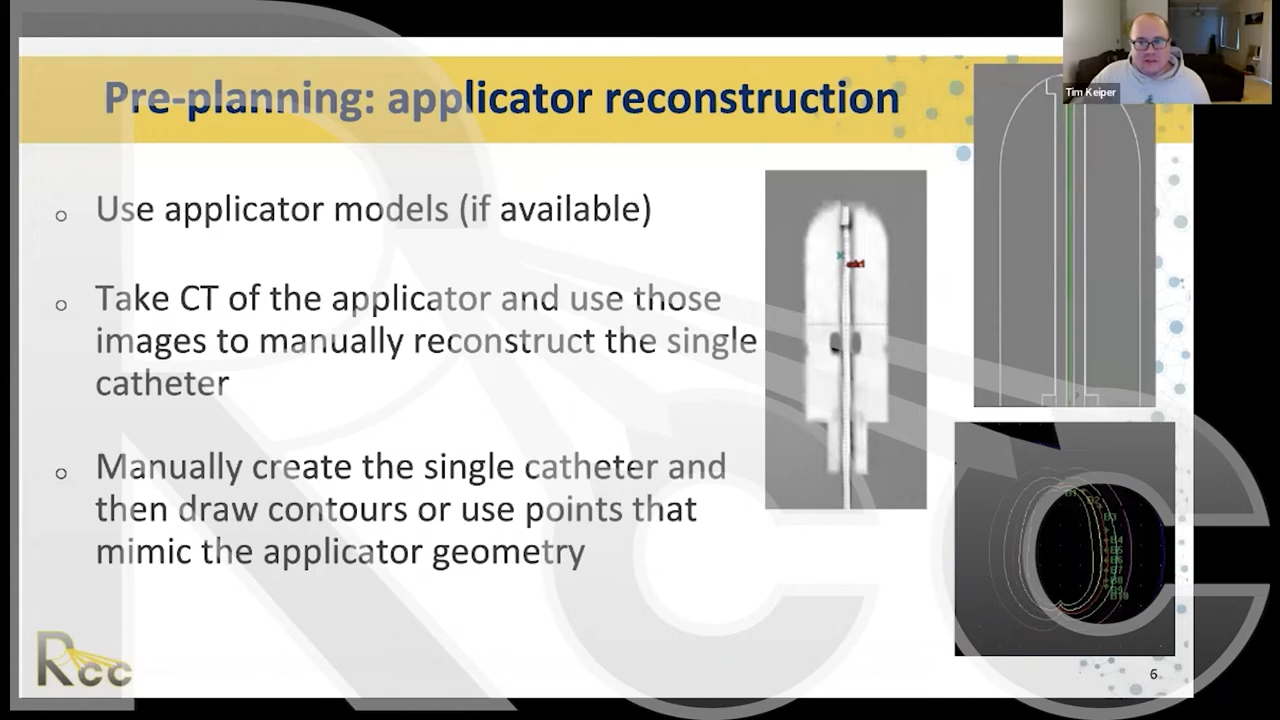 Pre-planning: applicator reconstruction
Tim Keiper
Use applicator models (if available)
Take CT of the applicator and use those
images to manually reconstruct the single
catheter
Manually create the single catheter and
then draw contours or use points that
mimic the applicator geometry
Rcc
6